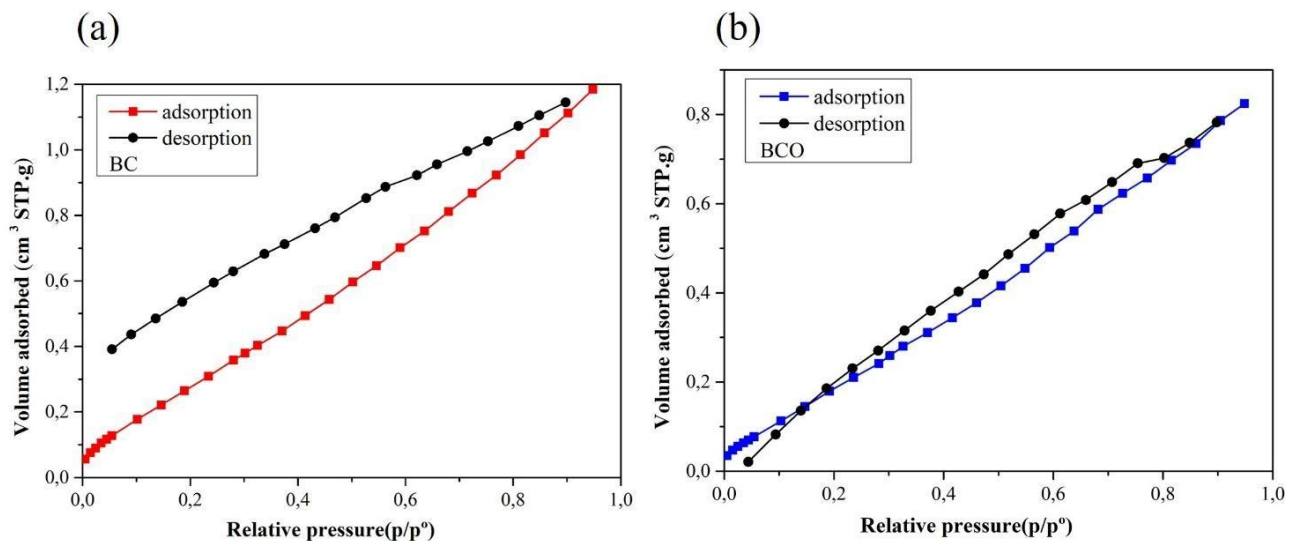 (a)
1,2
1,0
0,8
0,6
0,4
0,2
0,0
Volume adsorbed (cm ³ STP.g)
adsorption
desorption
BC
0,0 0,2 0,4 0,6 0,8 1,0
Relative pressure(p/pº)
(b)
0,8
0,6
0,4
0,2
0,0
Volume adsorbed (cm ³ STP.g)
adsorption
desorption
BCO
0,0 0,2 0,4 0,6 0,8 1,0
Relative pressure(p/pº)